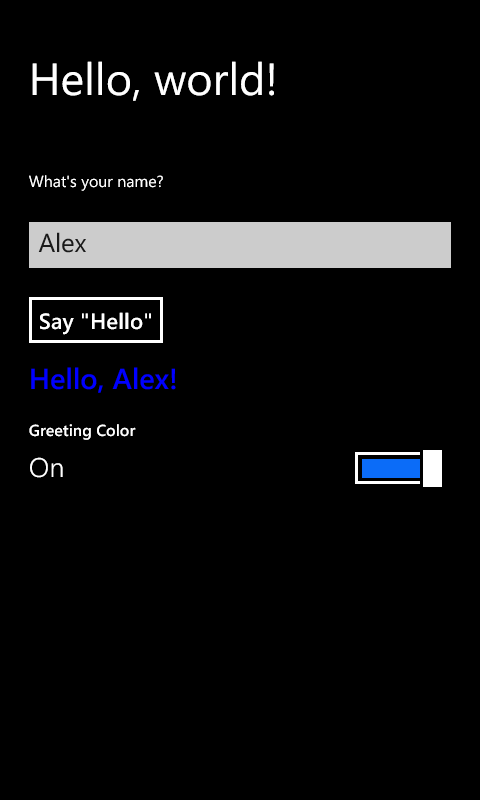 Hello, world!
What's your name?
Alex
Say "Hello"
Hello, Alex!
Greeting Color
On